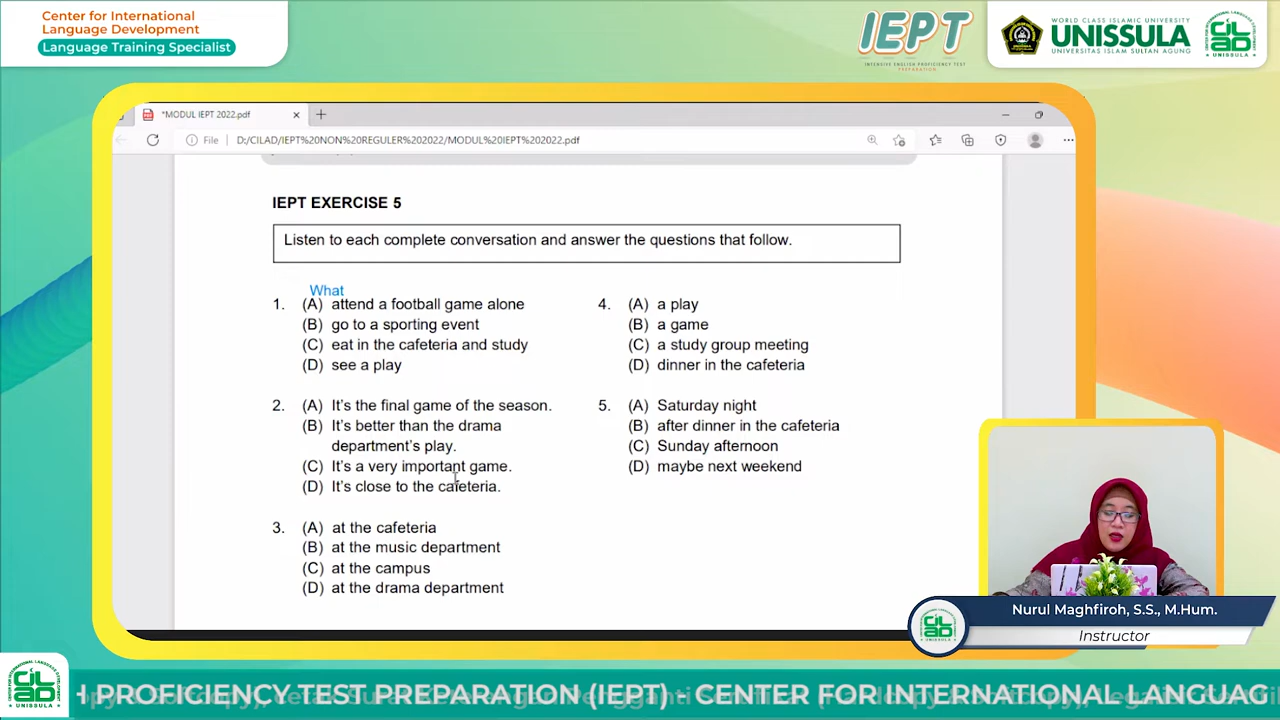 Center for International
Language Development
Language Training Specialist
IEPT
INTENSIVE ENGLISH PROFICIENCY TEST
PREPARATION
WORLD CLASS ISLAMIC UNIVERSITY
UNISSULA
UNIVERSITAS ISLAM SULTAN AGUNG
CILAD
UNISSULA
*MODUL IEPT 2022.pdf
File
D:/CILAD/IEPT%20NON%20REGULER%202022/MODUL%20IEPT%202022.pdf
IEPT EXERCISE 5
Listen to each complete conversation and answer the questions that follow.
What
1. (A) attend a football game alone
(B) go to a sporting event
(C) eat in the cafeteria and study
(D) see a play
2. (A) It's the final game of the season.
(B) It's better than the drama
department's play.
(C) It's a very important game.
(D) It's close to the cafeteria.
3. (A) at the cafeteria
(B) at the music department
(C) at the campus
(D) at the drama department
4. (A) a play
(B) a game
(C) a study group meeting
(D) dinner in the cafeteria
5. (A) Saturday night
(B) after dinner in the cafeteria
(C) Sunday afternoon
(D) maybe next weekend
Nurul Maghfiroh, S.S., M.Hum.
Instructor
CILAD
CILAD
UNISSULA
H PROFICIENCY TEST PREPARATION (IEPT) - CENTER FOR INTERNATIONAL LANGUAG